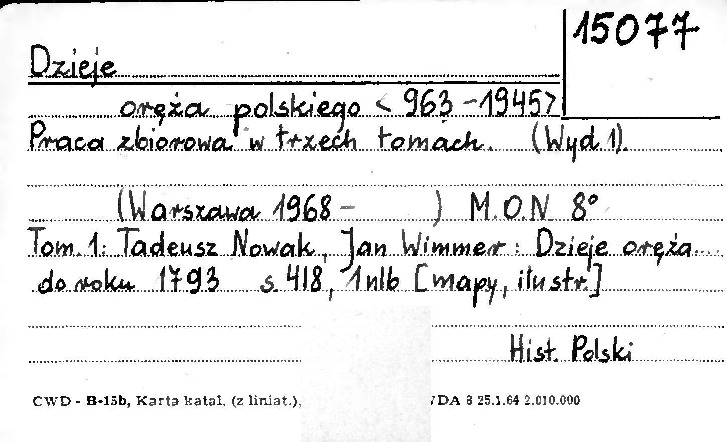 15077
Dzieje
oręża polskiego <963-1945>
Praca zbiorowa w trzech tomach. (Wyd 1).
(Warszawa 1968- ) M.O.N 8°
Tom. 1: Tadeusz Nowak, Jan Wimmer: Dzieje oręża...
do roku 1793 s. 418, 1 nlb [mapy, ilustr]
Hist. Polski
CWD - B-15b, Karta katal. (z liniat.), DA 8 25.1.64 2.010.000